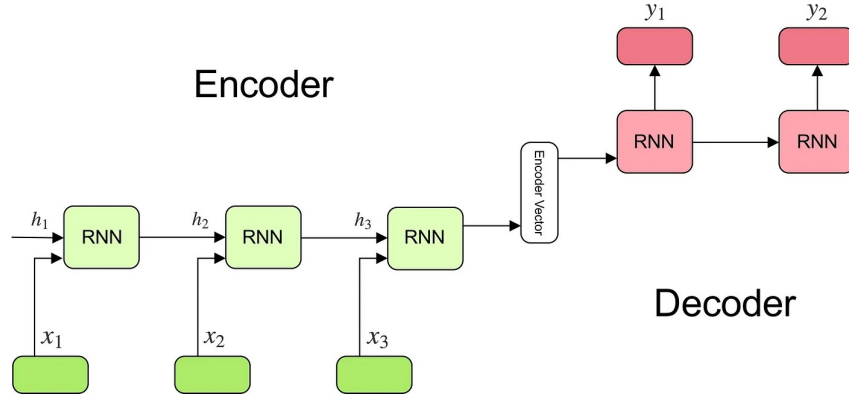 y₁
y₂
Encoder
RNN
RNN
Encoder Vector
h₁
RNN
h₂
RNN
h₃
RNN
Decoder
x₁
x₂
x₃